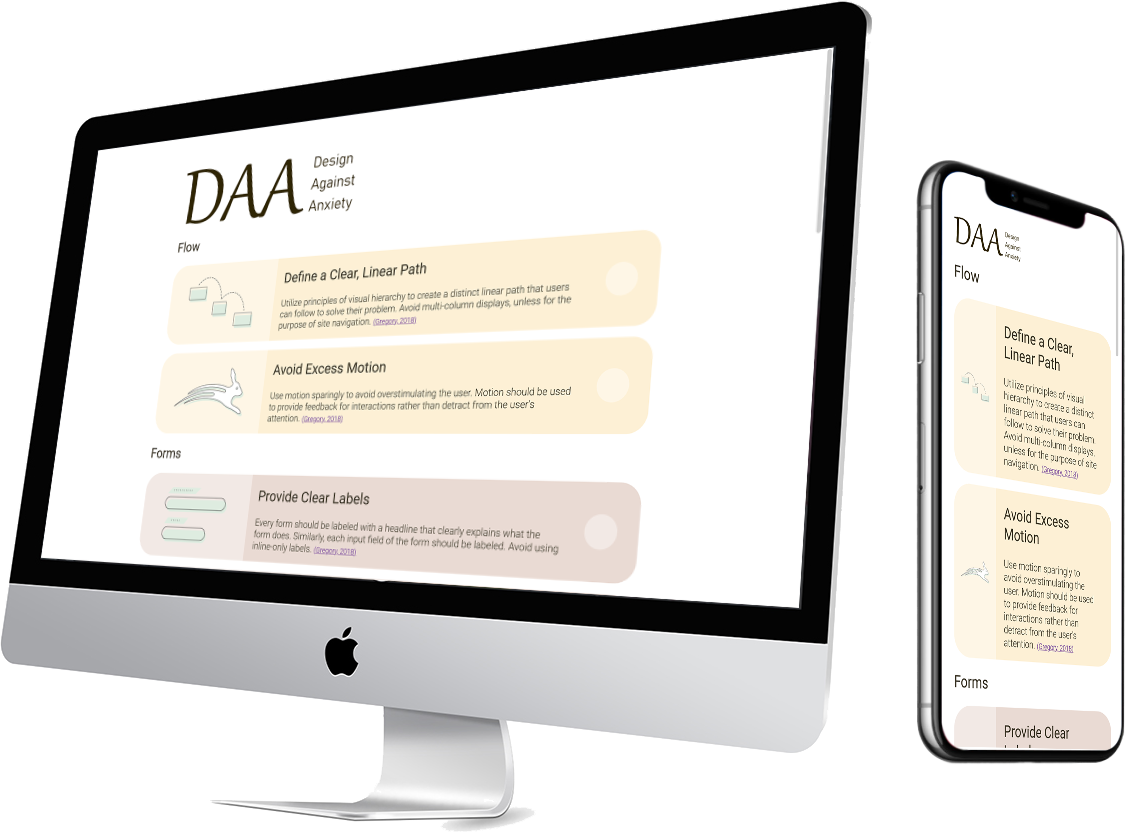 DAA
Design
Against
Anxiety
Flow
Define a Clear, Linear Path
Utilize principles of visual hierarchy to create a distinct linear path that users
can follow to solve their problem. Avoid multi-column displays, unless for the
purpose of site navigation. (Gregory, 2018)
Avoid Excess Motion
Use motion sparingly to avoid overstimulating the user. Motion should be used
to provide feedback for interactions rather than detract from the user's
attention. (Gregory, 2018)
Forms
Provide Clear Labels
Every form should be labeled with a headline that clearly explains what the
form does. Similarly, each input field of the form should be labeled. Avoid using
inline-only labels. (Gregory, 2018)
DAA
Design
Against
Anxiety
Flow
Define a Clear,
Linear Path
Utilize principles of visual
hierarchy to create a distinct
linear path that users can
follow to solve their problem.
Avoid multi-column displays,
unless for the purpose of site
navigation. (Gregory, 2018)
Avoid Excess
Motion
Use motion sparingly to
avoid overstimulating the
user. Motion should be used
to provide feedback for
interactions rather than
detract from the user's
attention. (Gregory, 2018)
Forms
Provide Clear